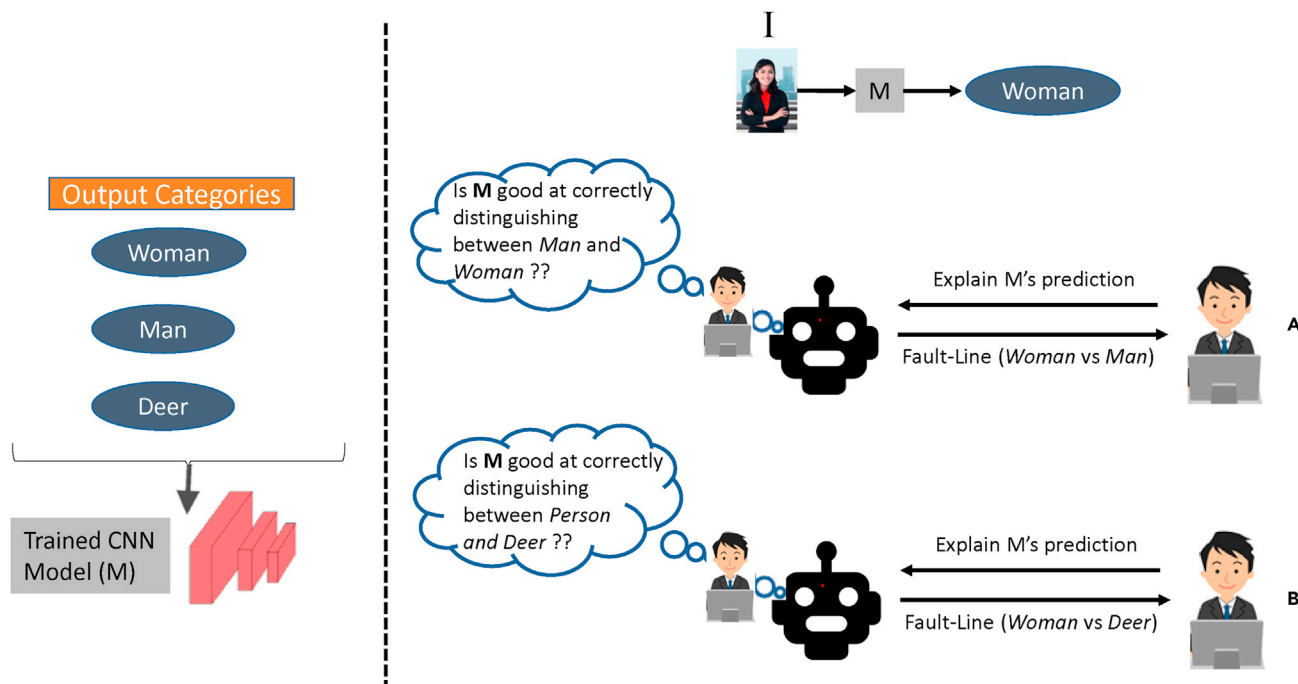 Output Categories
Woman
Man
Deer
Trained CNN
Model (M)
I
M
Woman
Is M good at correctly
distinguishing
between Man and
Woman ??
Explain M’s prediction
Fault-Line (Woman vs Man)
A
Is M good at correctly
distinguishing
between Person
and Deer ??
Explain M’s prediction
Fault-Line (Woman vs Deer)
B